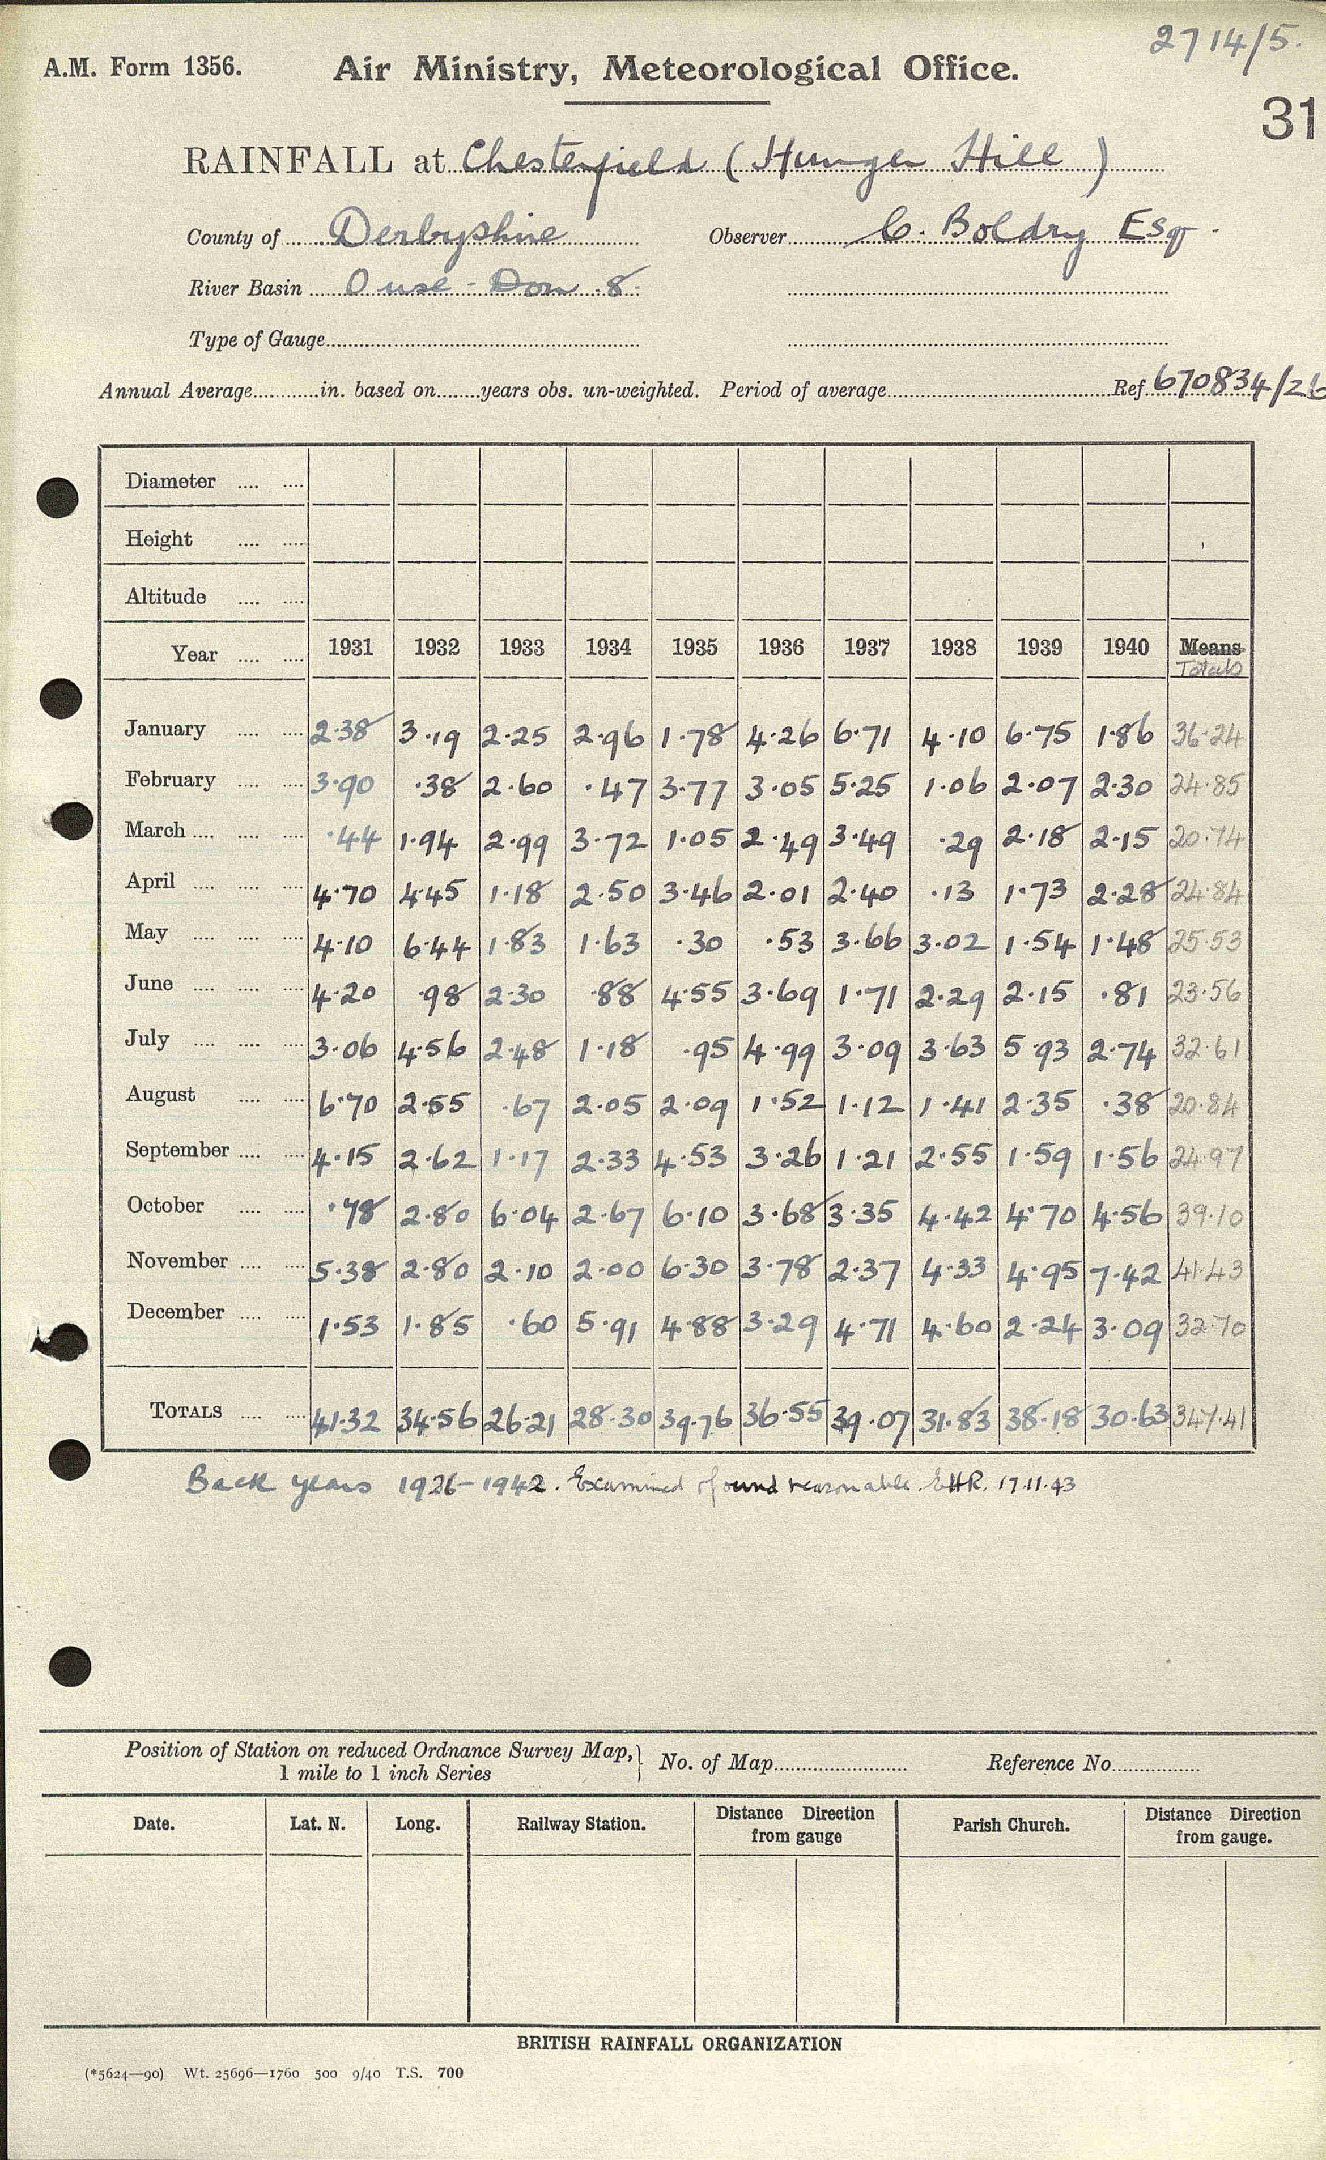 2714/5.
A.M. Form 1356. Air Ministry, Meteorological Office.
31
RAINFALL at Chesterfield (Hunger Hill)
County of Derbyshire Observer C. Boldry Esq.
River Basin Ouse - Don 8.
Type of Gauge
Annual Average in. based on years obs. un-weighted. Period of average Ref 670834/26
Diameter
Height
Altitude
Year 1931 1932 1933 1934 1935 1936 1937 1938 1939 1940 Means
Totals
January 2.38 3.19 2.25 2.96 1.78 4.26 6.71 4.10 6.75 1.86 36.24
February 3.90 .38 2.60 .47 3.77 3.05 5.25 1.06 2.07 2.30 24.85
March .44 1.94 2.99 3.72 1.05 2.49 3.49 .29 2.18 2.15 20.74
April 4.70 4.45 1.18 2.50 3.46 2.01 2.40 .13 1.73 2.28 24.84
May 4.10 6.44 1.83 1.63 .30 .53 3.66 3.02 1.54 1.48 25.53
June 4.20 .98 2.30 .88 4.55 3.69 1.71 2.29 2.15 .81 23.56
July 3.06 4.56 2.48 1.18 .95 4.99 3.09 3.63 5.93 2.74 32.61
August 6.70 2.55 .67 2.05 2.09 1.52 1.12 1.41 2.35 .38 20.84
September 4.15 2.62 1.17 2.33 4.53 3.26 1.21 2.55 1.59 1.56 24.97
October .78 2.80 6.04 2.67 6.10 3.68 3.35 4.42 4.70 4.56 39.10
November 5.38 2.80 2.10 2.00 6.30 3.78 2.37 4.33 4.95 7.42 41.43
December 1.53 1.85 .60 5.91 4.88 3.29 4.71 4.60 2.24 3.09 32.70
TOTALS 41.32 34.56 26.21 28.30 39.76 36.55 39.07 31.83 38.18 30.63 347.41
Back years 1926-1942. Examined & found reasonable. EHR. 17.11.43
Position of Station on reduced Ordnance Survey Map, No. of Map Reference No.
1 mile to 1 inch Series
Date. Lat. N. Long. Railway Station. Distance Direction from gauge Parish Church. Distance Direction from gauge.
BRITISH RAINFALL ORGANIZATION
(*5624—90) Wt. 25696—1760 500 9/40 T.S. 700